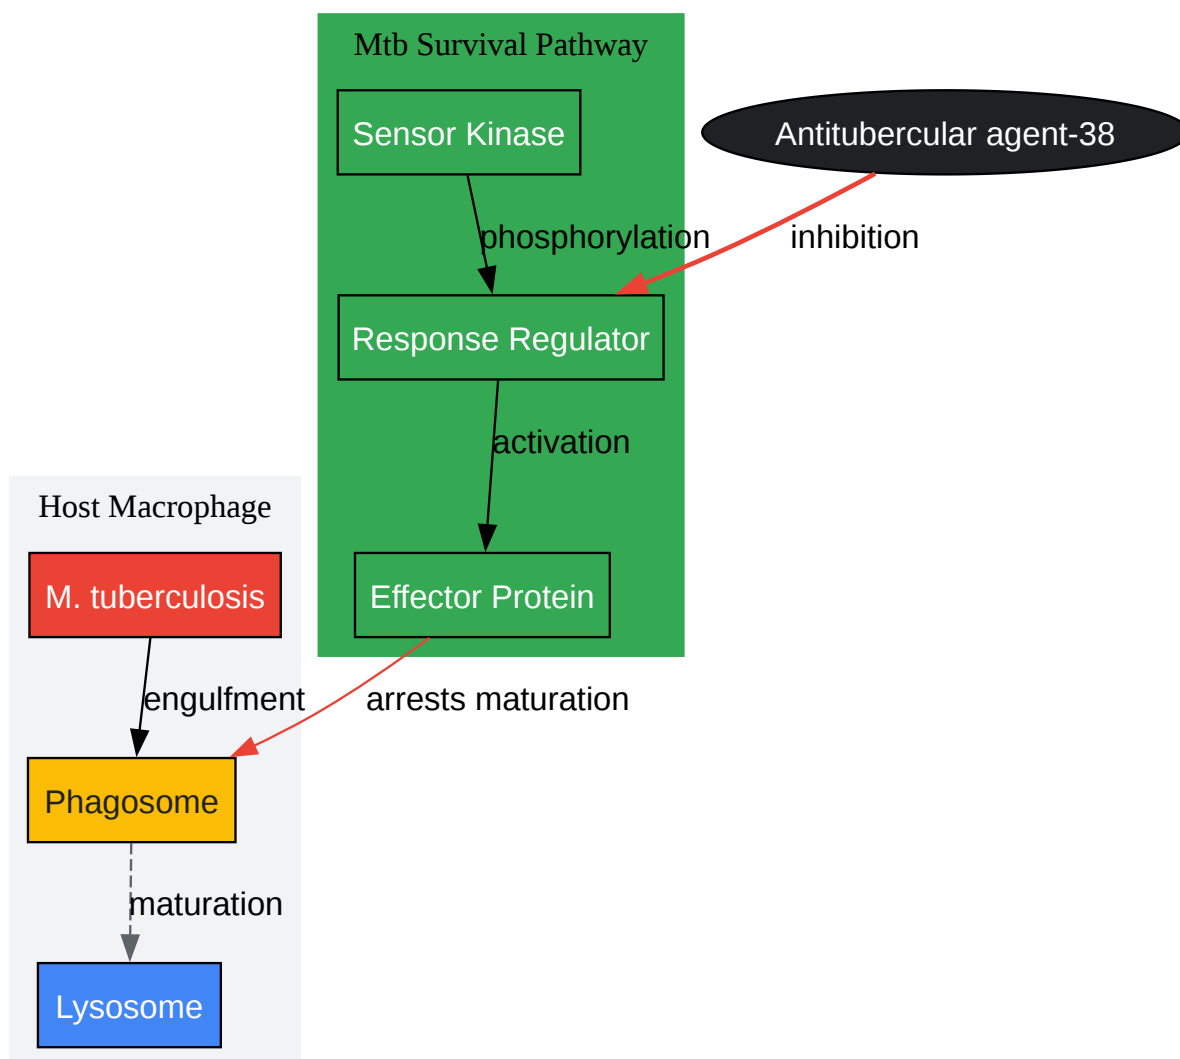 Mtb Survival Pathway
Sensor Kinase
Antitubercular agent-38
phosphorylation
inhibition
Response Regulator
activation
Host Macrophage
M. tuberculosis
Effector Protein
engulfment
arrests maturation
Phagosome
maturation
Lysosome